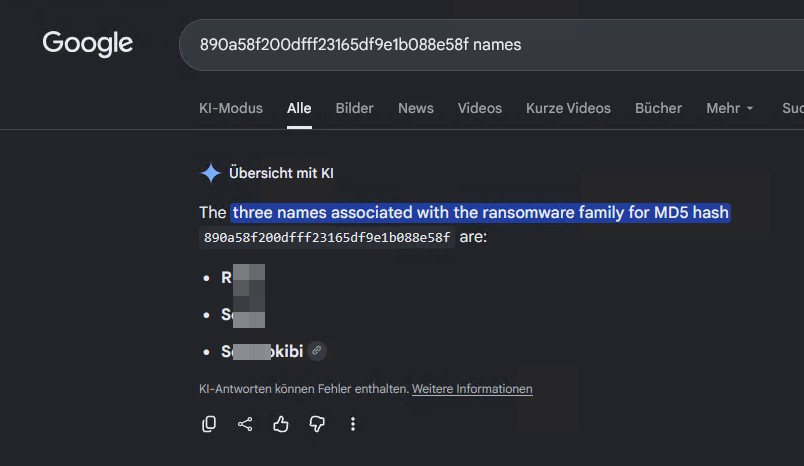 Google
890a58f200dfff23165df9e1b088e58f names
KI-Modus Alle Bilder News Videos Kurze Videos Bücher Mehr Suc
Übersicht mit KI
The three names associated with the ransomware family for MD5 hash
890a58f200dfff23165df9e1b088e58f are:
KI-Antworten können Fehler enthalten. Weitere Informationen